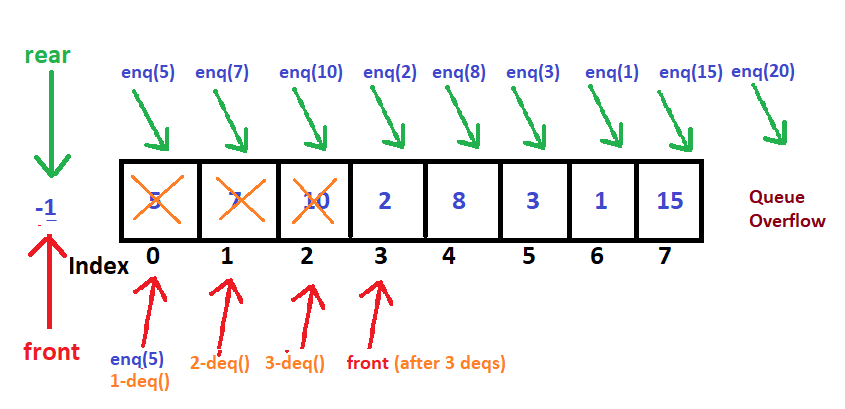 rear
enq(5) enq(7) enq(10) enq(2) enq(8) enq(3) enq(1) enq(15) enq(20)
5 7 10 2 8 3 1 15
Queue
Overflow
-1
Index 0 1 2 3 4 5 6 7
front
enq(5)
1-deq()
2-deq()
3-deq()
front (after 3 deqs)